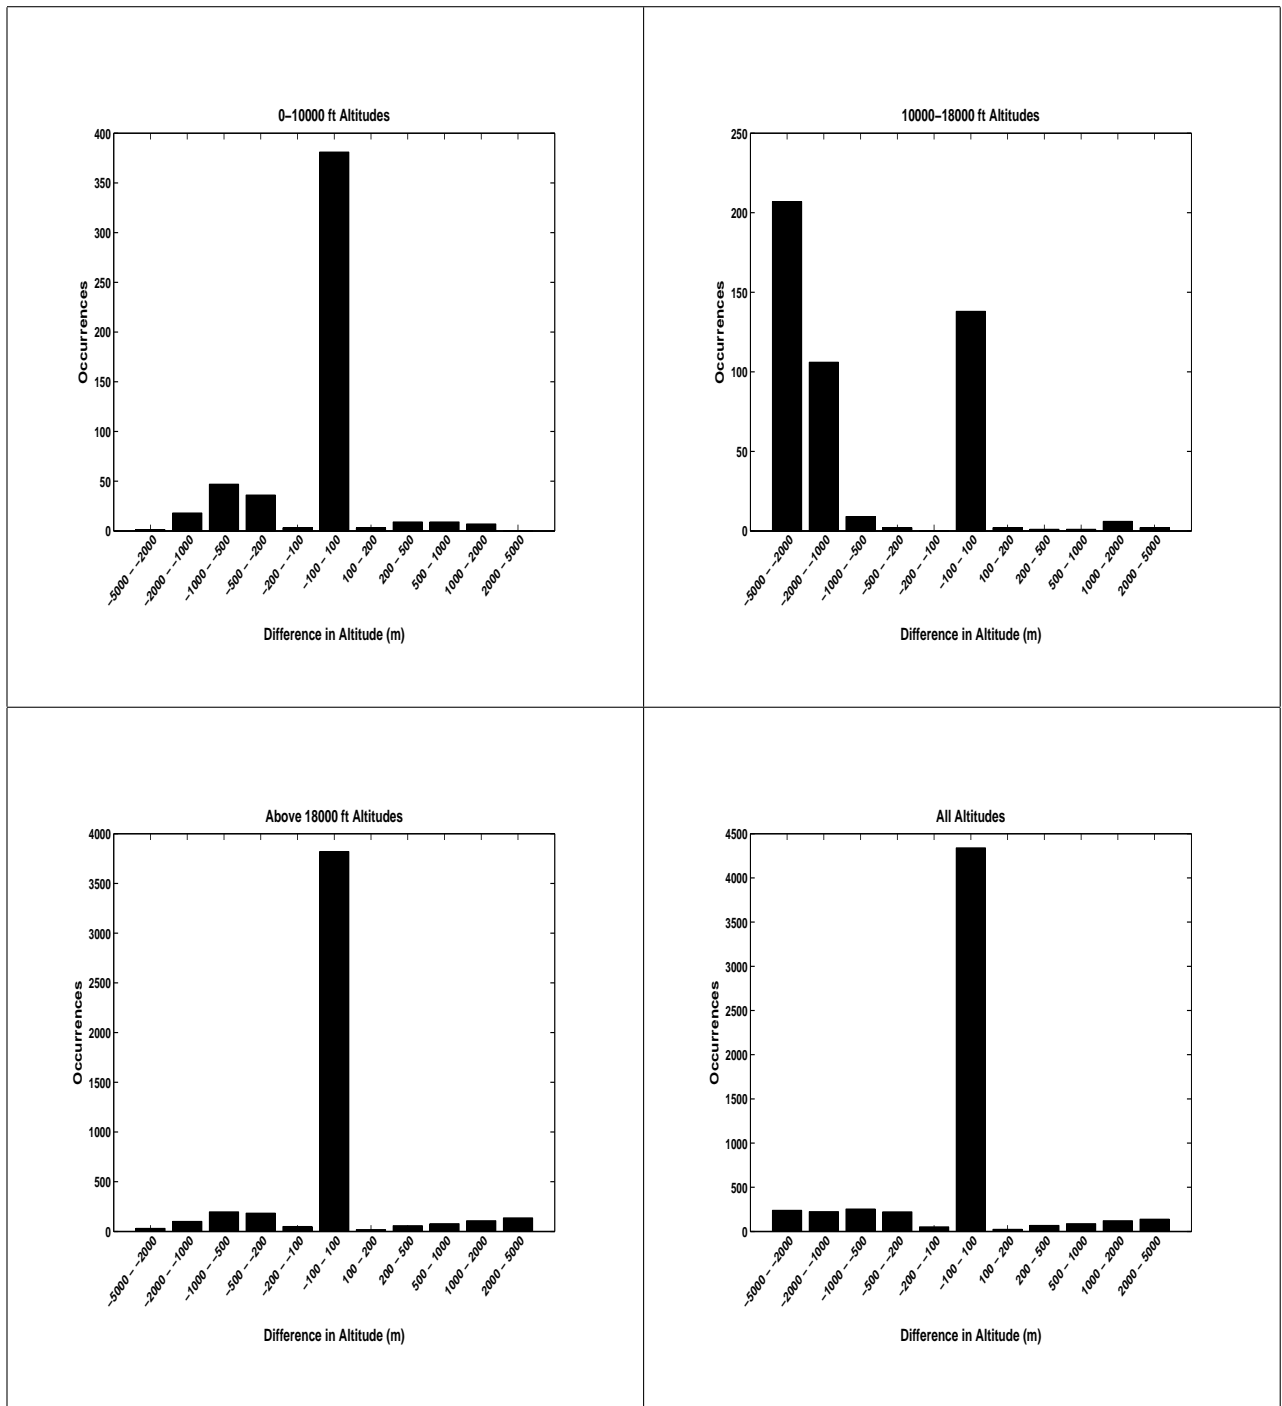 0–10000 ft Altitudes
400
350
300
250
200
150
100
50
0
Occurrences
–5000 – –2000
–2000 – –1000
–1000 – –500
–500 – –200
–200 – –100
–100 – 100
100 – 200
200 – 500
500 – 1000
1000 – 2000
2000 – 5000
Difference in Altitude (m)
10000–18000 ft Altitudes
250
200
150
100
50
0
Occurrences
–5000 – –2000
–2000 – –1000
–1000 – –500
–500 – –200
–200 – –100
–100 – 100
100 – 200
200 – 500
500 – 1000
1000 – 2000
2000 – 5000
Difference in Altitude (m)
Above 18000 ft Altitudes
4000
3500
3000
2500
2000
1500
1000
500
0
Occurrences
–5000 – –2000
–2000 – –1000
–1000 – –500
–500 – –200
–200 – –100
–100 – 100
100 – 200
200 – 500
500 – 1000
1000 – 2000
2000 – 5000
Difference in Altitude (m)
All Altitudes
4500
4000
3500
3000
2500
2000
1500
1000
500
0
Occurrences
–5000 – –2000
–2000 – –1000
–1000 – –500
–500 – –200
–200 – –100
–100 – 100
100 – 200
200 – 500
500 – 1000
1000 – 2000
2000 – 5000
Difference in Altitude (m)